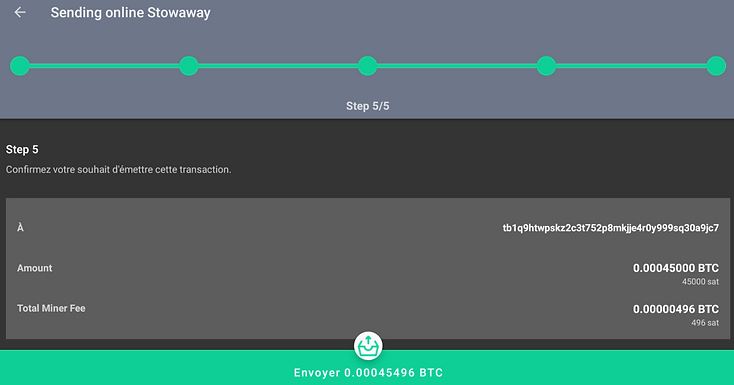 Sending online Stowaway
Step 5/5
Step 5
Confirmez votre souhait d'émettre cette transaction.
À tb1q9htwpskz2c3t752p8mkjje4r0y999sq30a9jc7
Amount 0.00045000 BTC
45000 sat
Total Miner Fee 0.00000496 BTC
496 sat
Envoyer 0.00045496 BTC